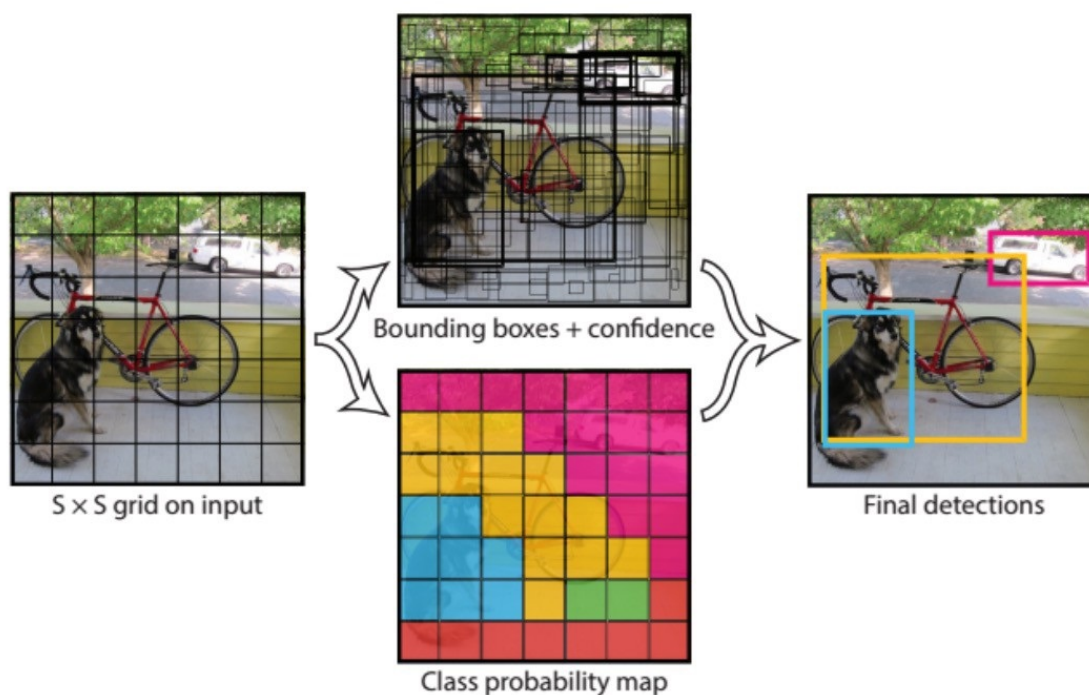 Bounding boxes + confidence
S × S grid on input
Final detections
Class probability map